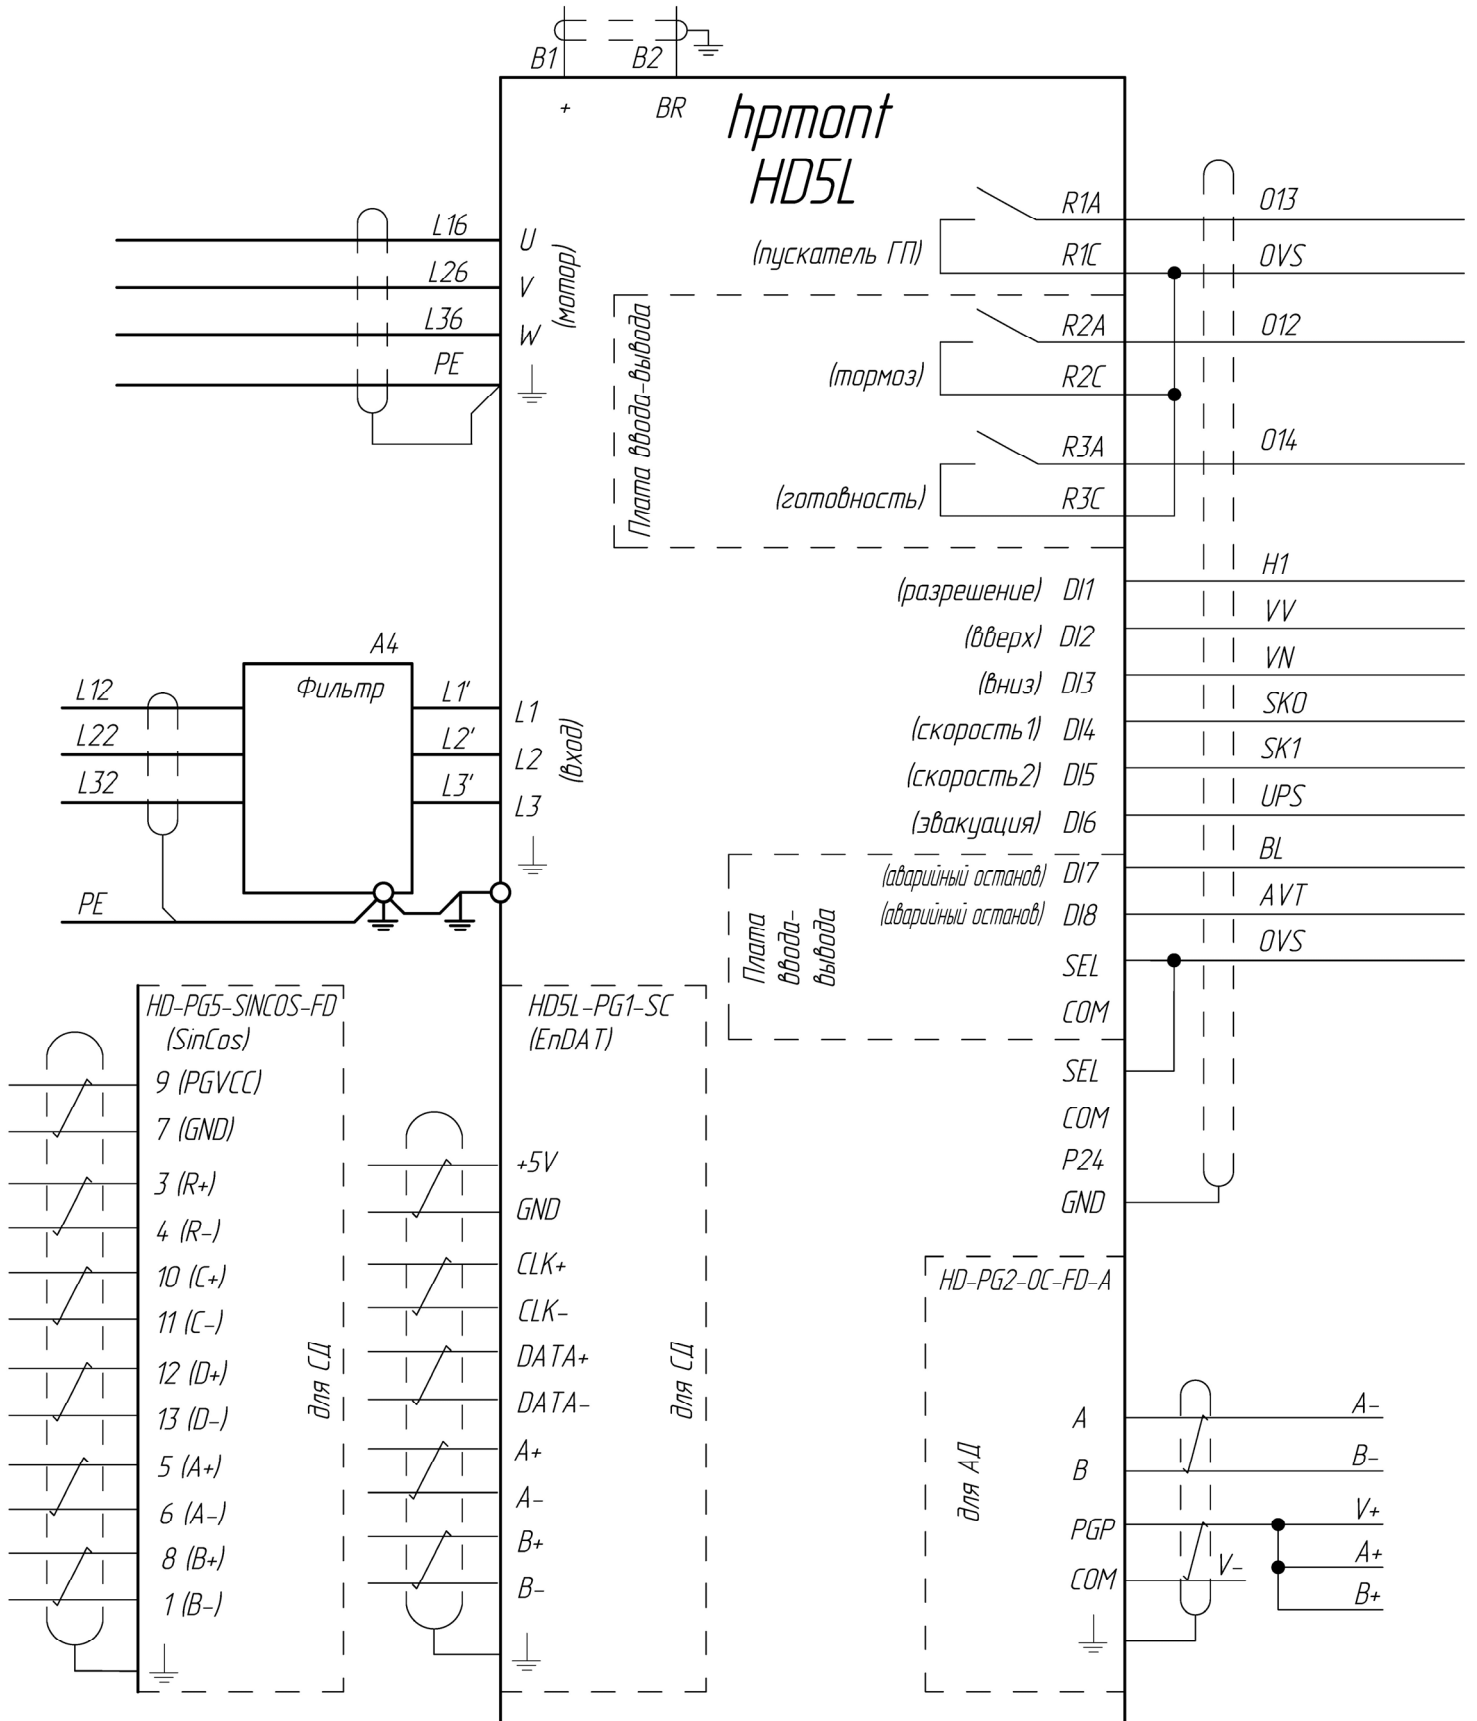 B1
B2
+
BR
hpmont
HD5L
L16
L26
L36
PE
U
V
W
(мотор)
R1A
(пускатель ГП)
R1C
013
0VS
Плата ввода-вывода
R2A
(тормоз)
R2C
012
R3A
(готовность)
R3C
014
(разрешение) DI1
H1
(вверх) DI2
VV
(вниз) DI3
VN
(скорость1) DI4
SK0
(скорость2) DI5
SK1
(эвакуация) DI6
UPS
A4
Фильтр
L12
L22
L32
PE
L1'
L2'
L3'
L1
L2
L3
(вход)
Плата
ввода-
вывода
(аварийный останов) DI7
BL
(аварийный останов) DI8
AVT
SEL
0VS
COM
SEL
COM
P24
GND
HD-PG5-SINCOS-FD
(SinCos)
9 (PGVCC)
7 (GND)
3 (R+)
4 (R-)
10 (C+)
11 (C-)
12 (D+)
13 (D-)
5 (A+)
6 (A-)
8 (B+)
1 (B-)
для СД
HD5L-PG1-SC
(EnDAT)
+5V
GND
CLK+
CLK-
DATA+
DATA-
A+
A-
B+
B-
для СД
HD-PG2-OC-FD-A
для АД
A
B
PGP
COM
A-
B-
V+
A+
V-
B+